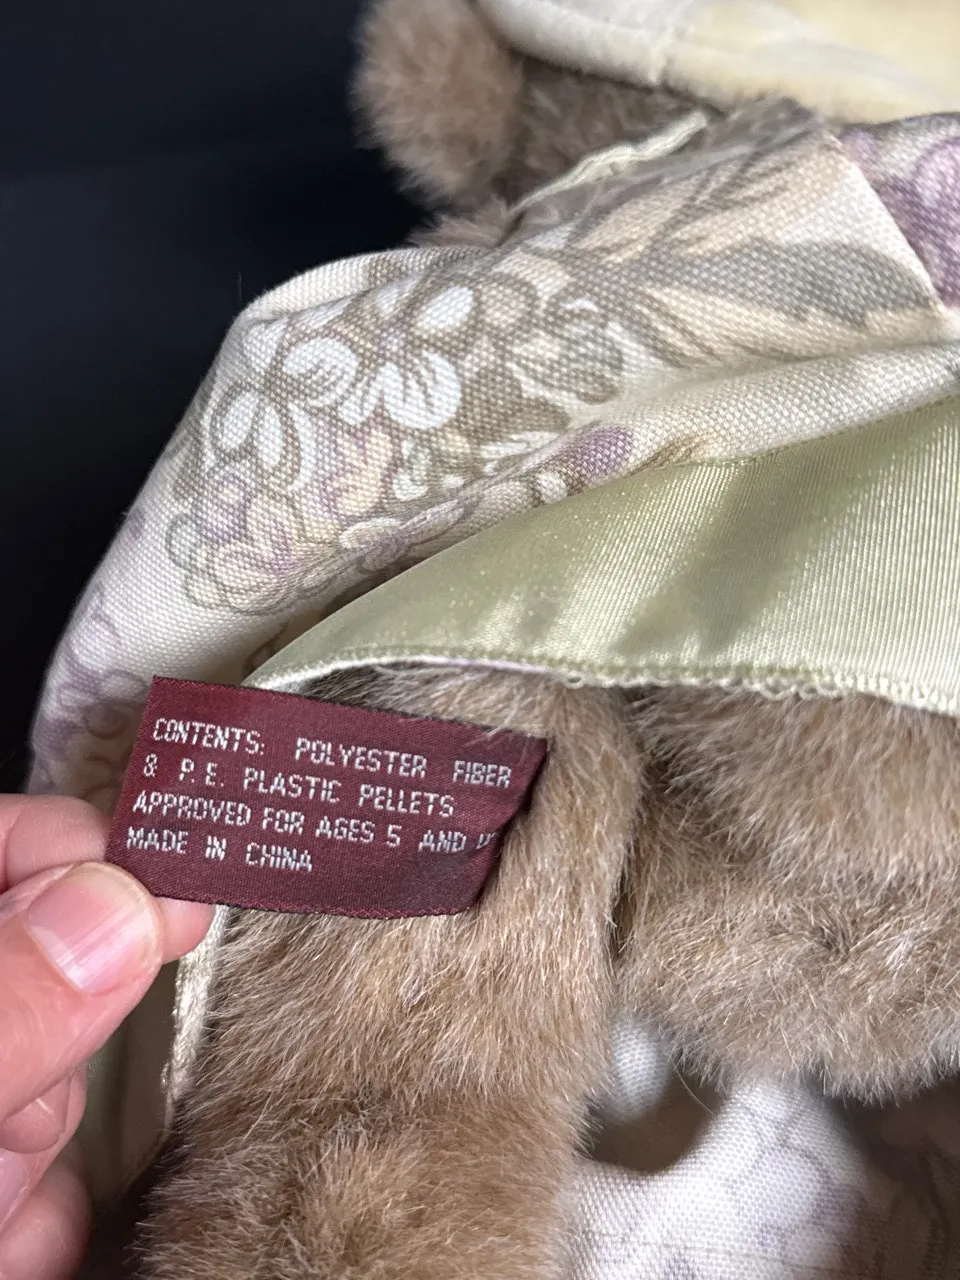 CONTENTS: POLYESTER FIBER
& P.E. PLASTIC PELLETS
APPROVED FOR AGES 5 AND
MADE IN CHINA